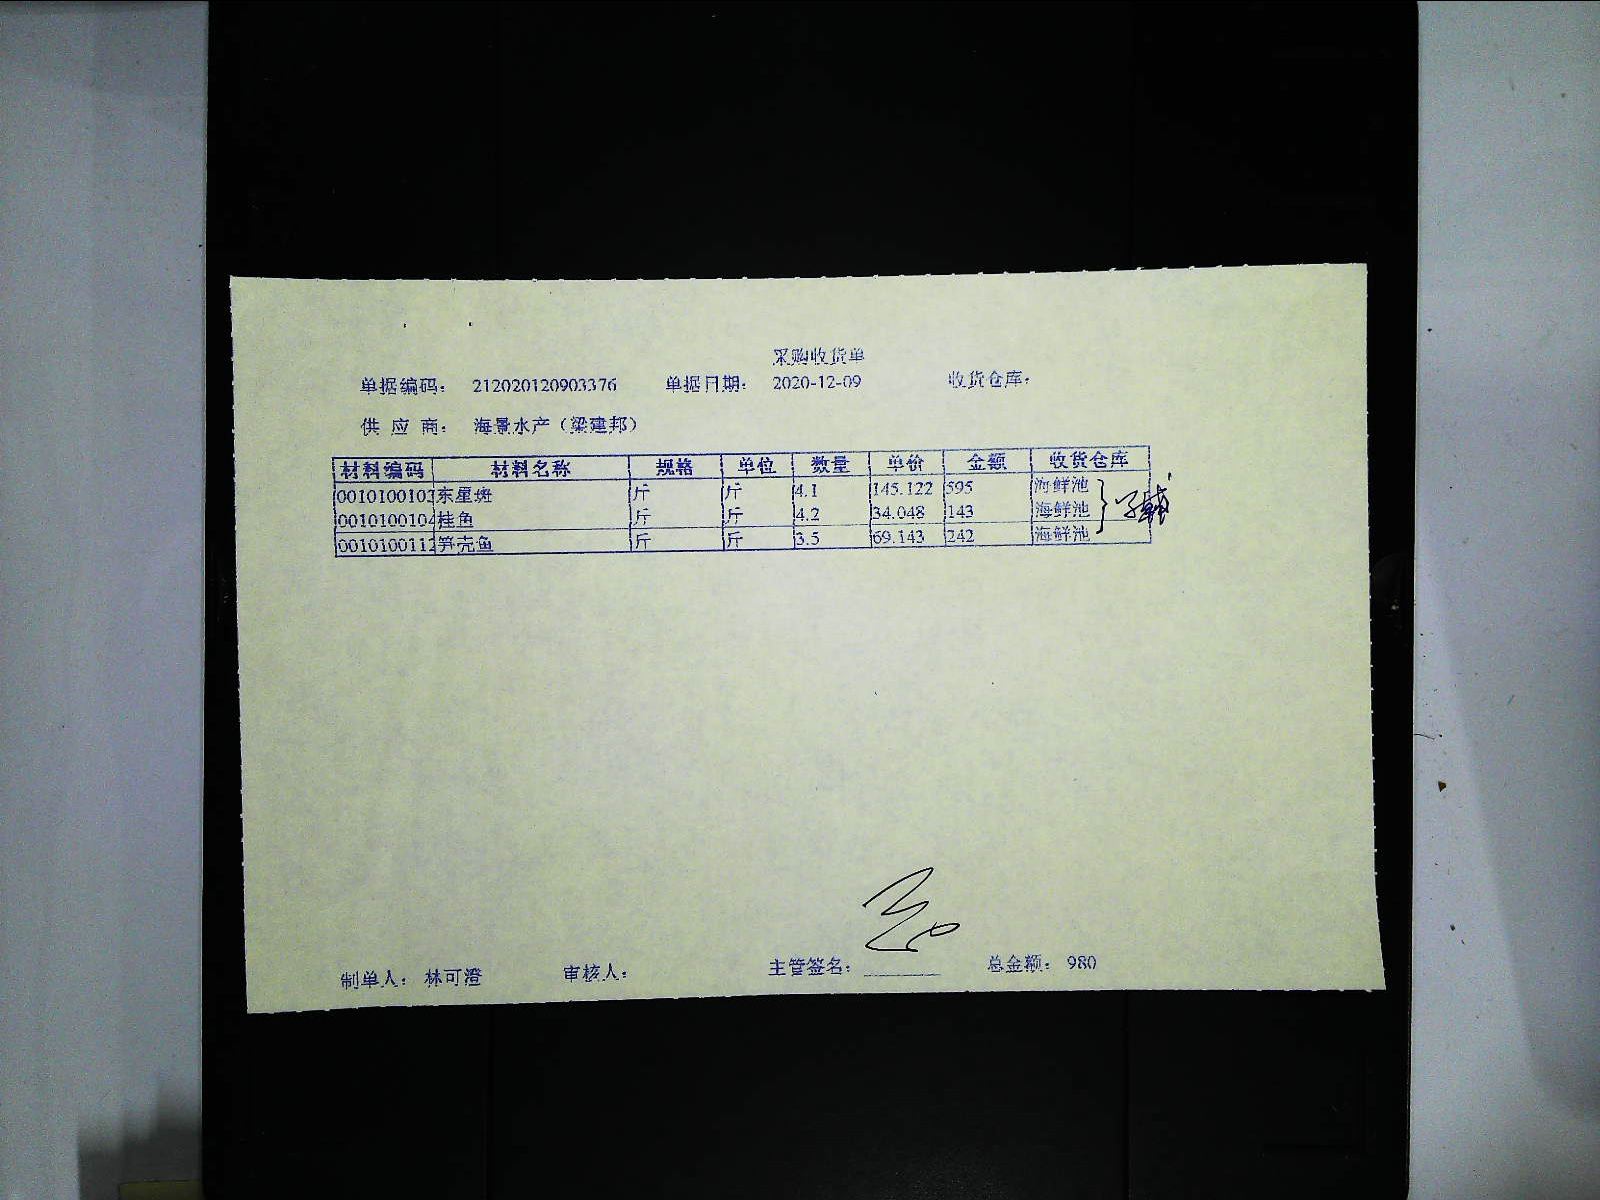 采购收货单
单据编码: 212020120903376 单据日期: 2020-12-09 收货仓库:
供 应 商: 海景水产（梁建邦）
材料编码 材料名称 规格 单位 数量 单价 金额 收货仓库
0010100103 东星斑 斤 斤 4.1 145.122 595 海鲜池
0010100104 桂鱼 斤 斤 4.2 34.048 143 海鲜池
0010100112 笋壳鱼 斤 斤 3.5 69.143 242 海鲜池
制单人: 林可澄 审核人: 主管签名: 总金额: 980